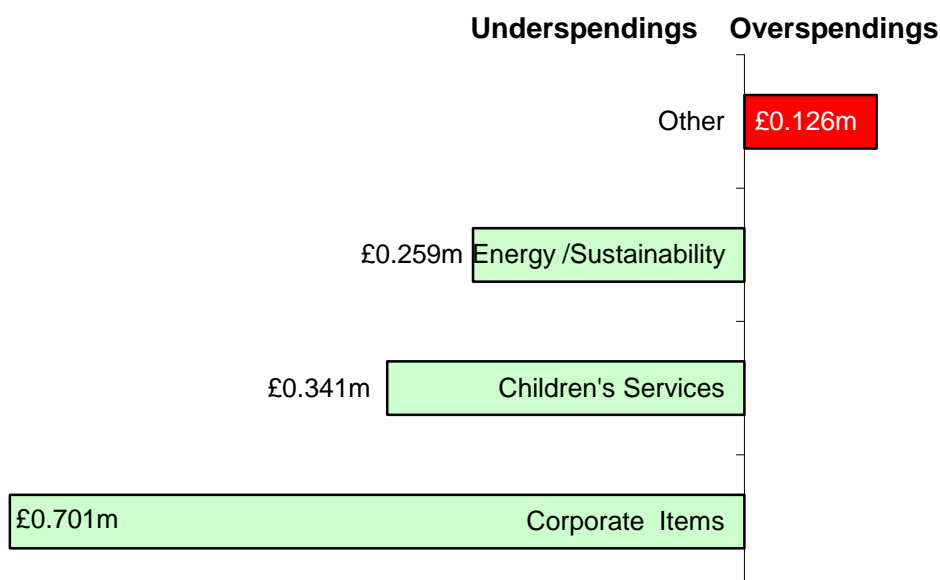 Underspendings Overspendings
Other £0.126m
£0.259m Energy /Sustainability
£0.341m Children's Services
£0.701m Corporate Items